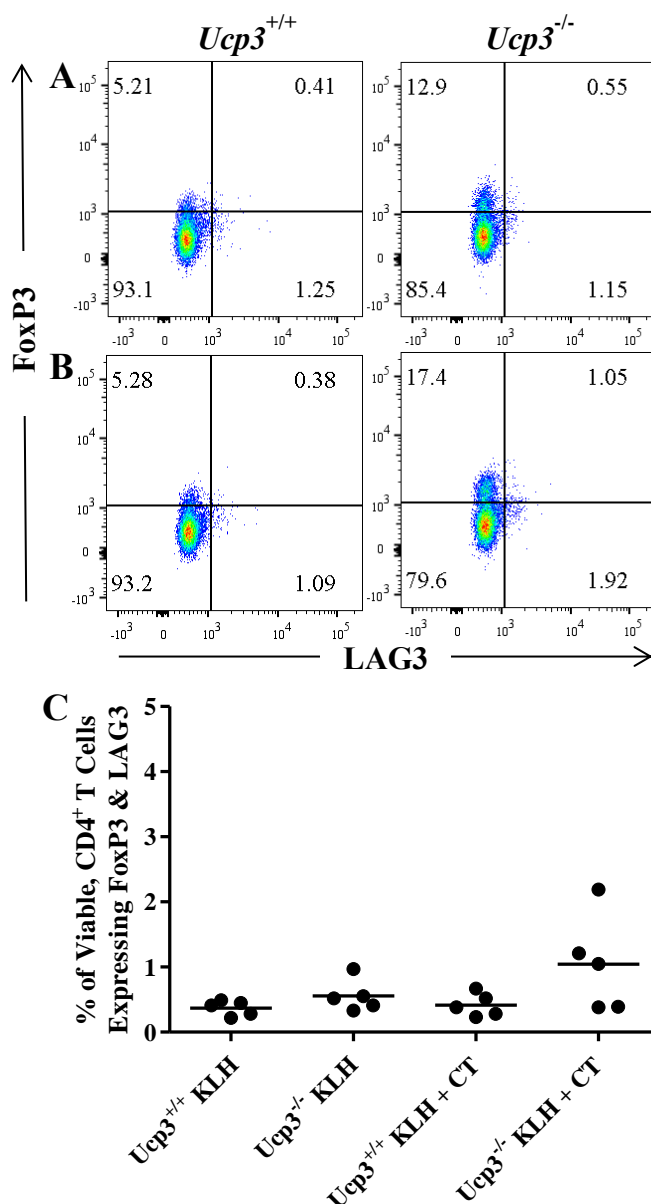 Ucp3+/+ Ucp3-/-
A
FoxP3
10^5 5.21 0.41
10^4
10^3
0
-10^3 93.1 1.25
-10^3 0 10^3 10^4 10^5
10^5 12.9 0.55
10^4
10^3
0
-10^3 85.4 1.15
-10^3 0 10^3 10^4 10^5
B
10^5 5.28 0.38
10^4
10^3
0
-10^3 93.2 1.09
-10^3 0 10^3 10^4 10^5
10^5 17.4 1.05
10^4
10^3
0
-10^3 79.6 1.92
-10^3 0 10^3 10^4 10^5
LAG3
C
% of Viable, CD4+ T Cells
Expressing FoxP3 & LAG3
5
4
3
2
1
0
Ucp3+/+ KLH
Ucp3-/- KLH
Ucp3+/+ KLH + CT
Ucp3-/- KLH + CT